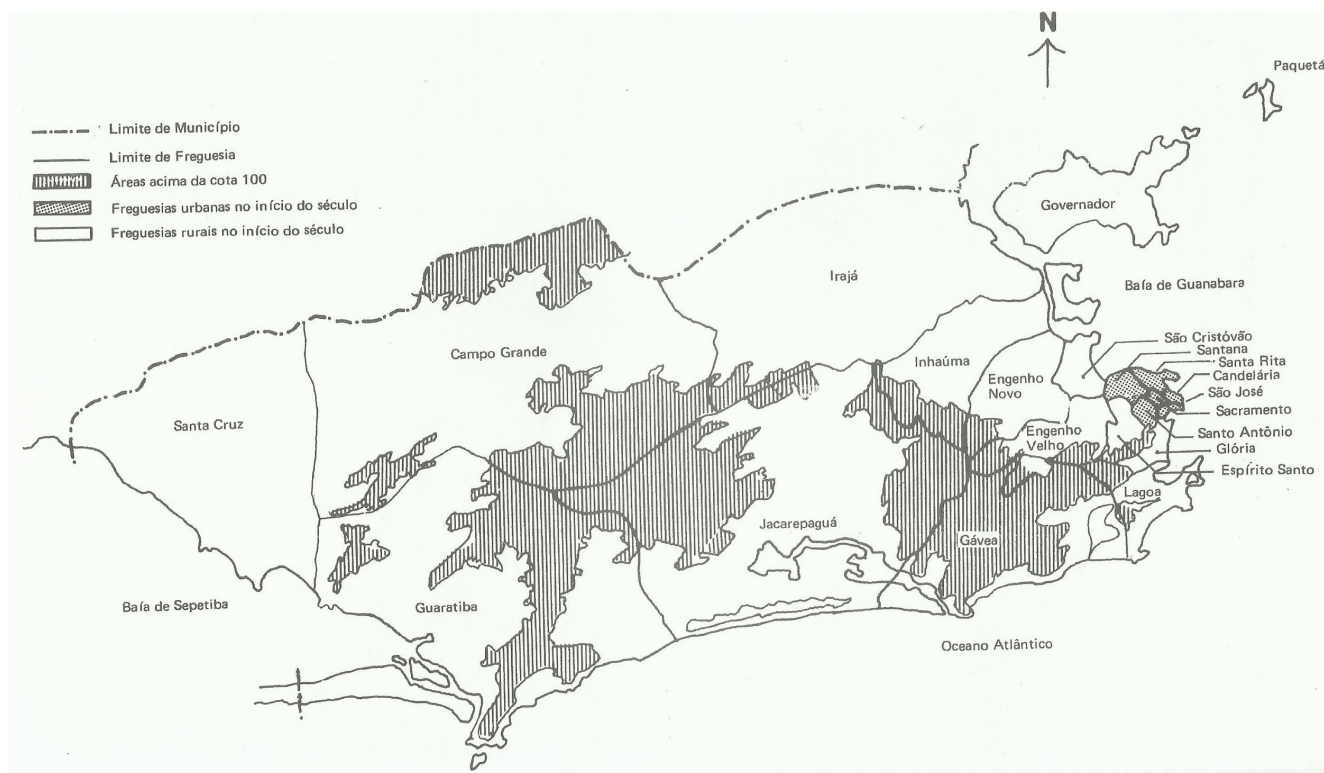 N
Paquetá
Limite de Município
Limite de Freguesia
Áreas acima da cota 100
Freguesias urbanas no início do século
Freguesias rurais no início do século
Governador
Irajá
Baía de Guanabara
São Cristóvão
Santana
Santa Rita
Candelária
São José
Sacramento
Santo Antônio
Glória
Espírito Santo
Campo Grande
Inhaúma
Engenho
Novo
Santa Cruz
Engenho
Velho
Lagoa
Jacarepaguá
Gávea
Baía de Sepetiba
Guaratiba
Oceano Atlântico